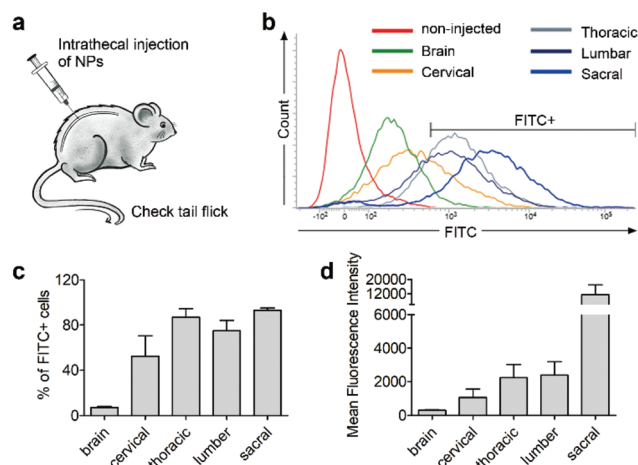 a
Intrathecal injection
of NPs
Check tail flick
b
non-injected
Brain
Cervical
Thoracic
Lumbar
Sacral
FITC+
Count
-10² 0 10² 10³ 10⁴ 10⁵
FITC
c
% of FITC+ cells
120
80
40
0
brain
cervical
thoracic
lumber
sacral
d
Mean Fluorescence Intensity
20000
12000
6000
4000
2000
0
brain
cervical
thoracic
lumber
sacral